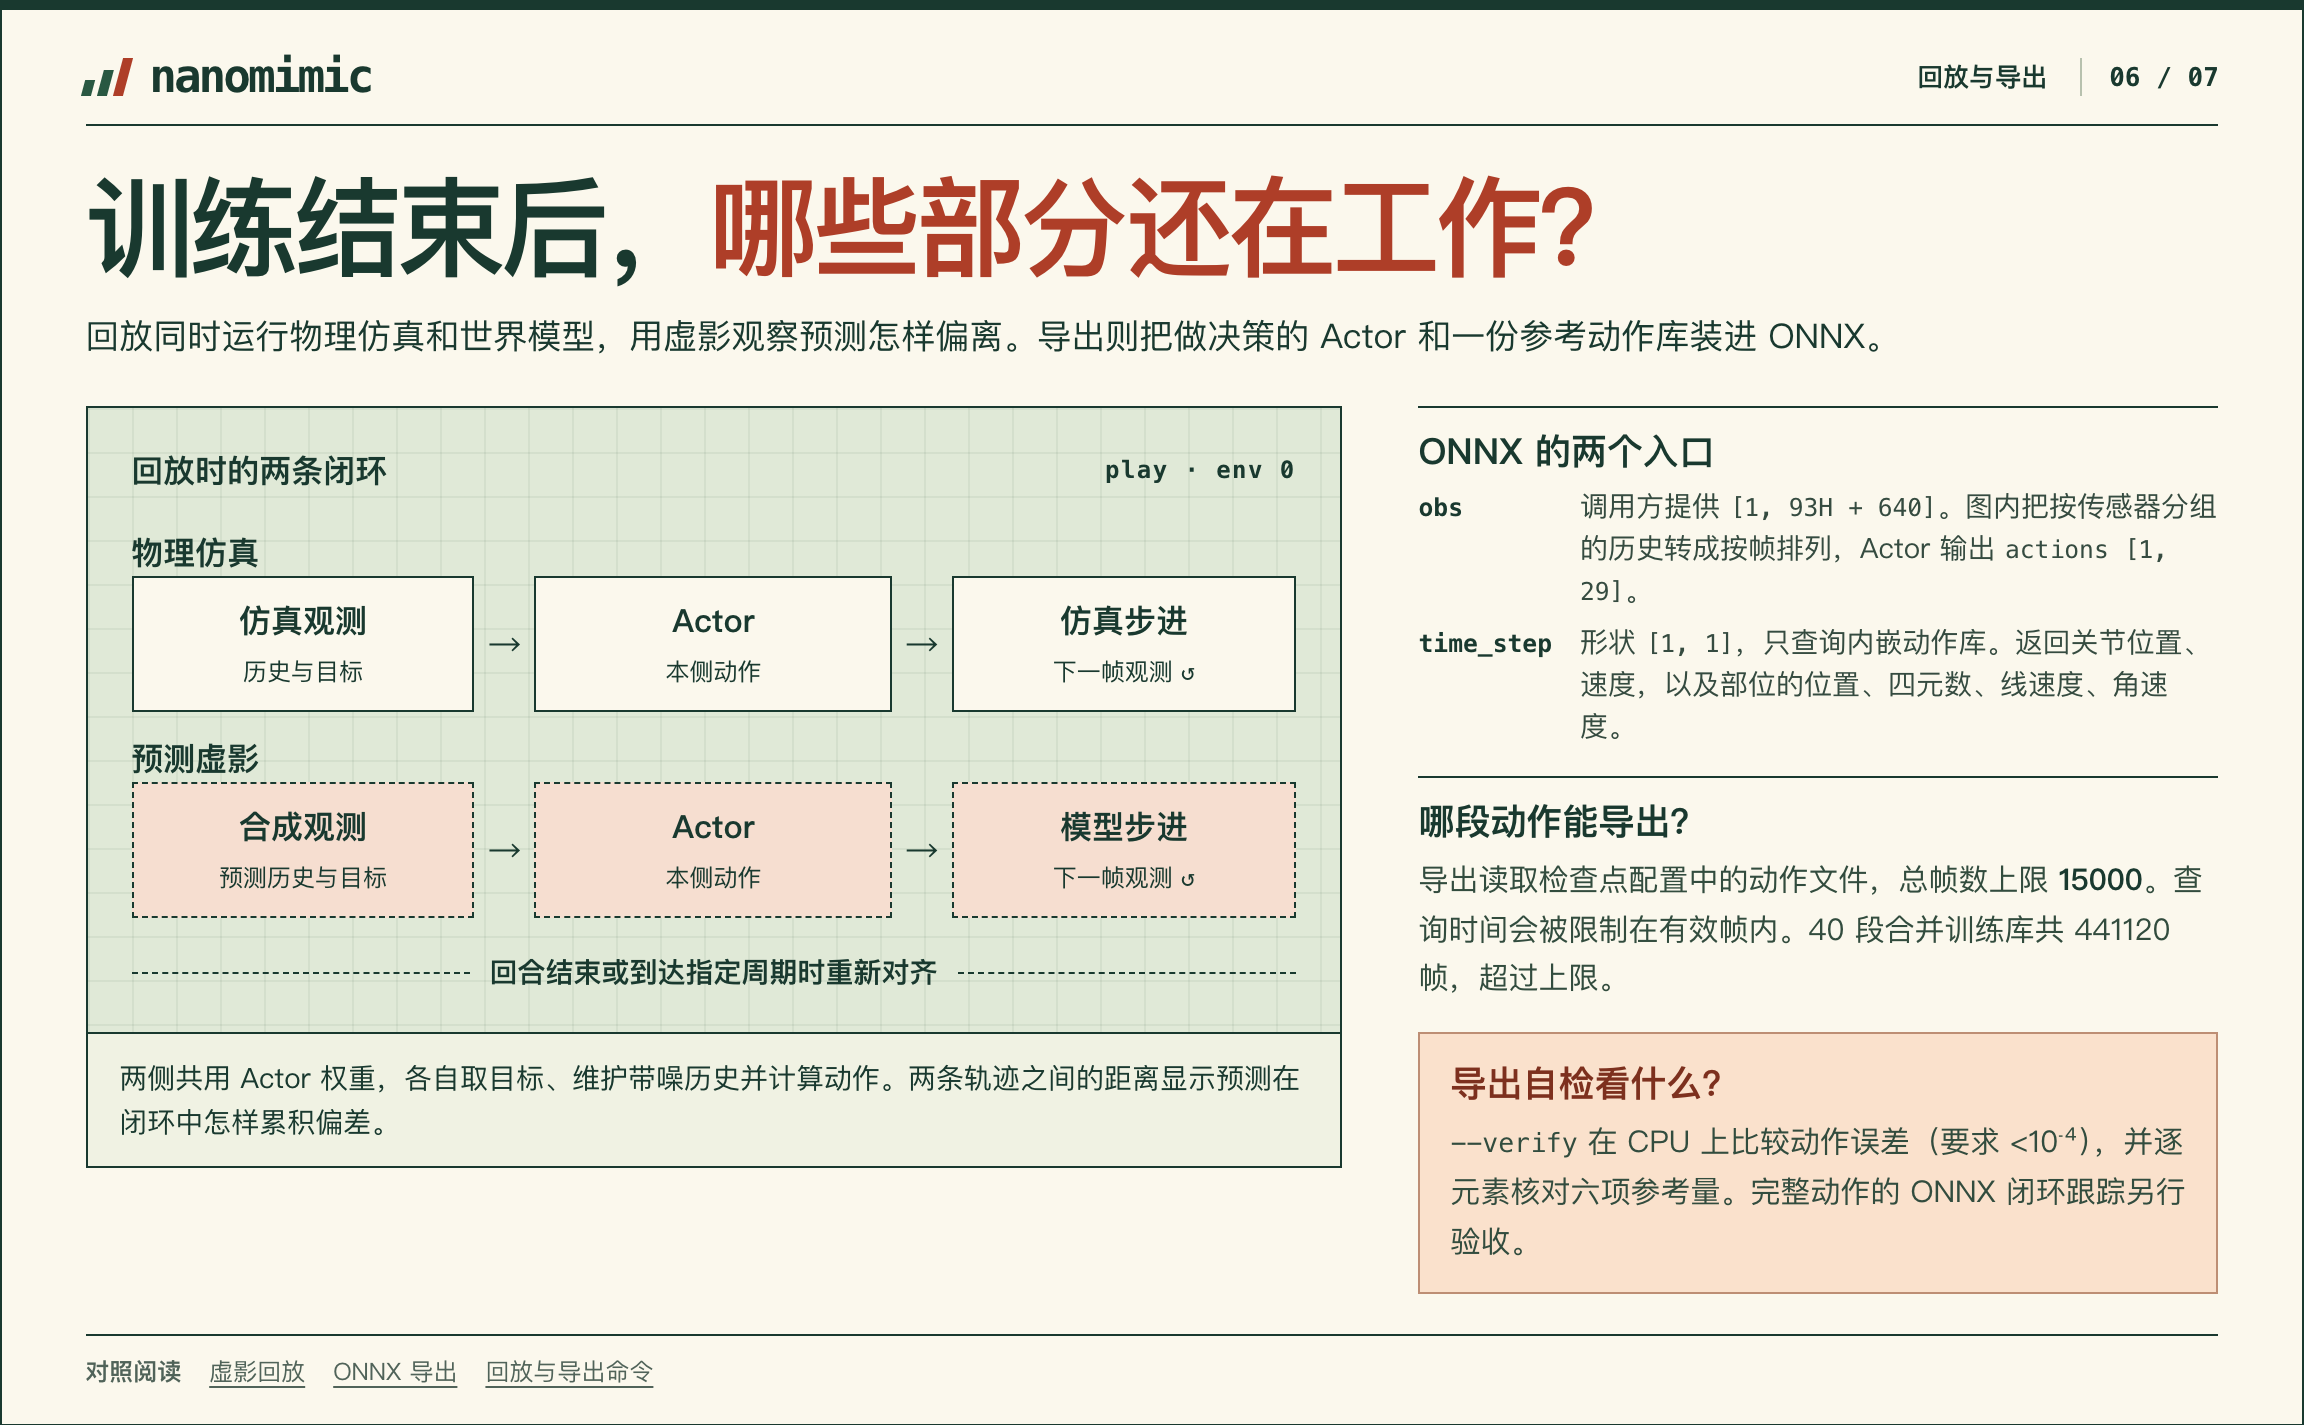 nanomimic
回放与导出
06 / 07
训练结束后，哪些部分还在工作？
回放同时运行物理仿真和世界模型，用虚影观察预测怎样偏离。导出则把做决策的 Actor 和一份参考动作库装进 ONNX。
回放时的两条闭环
play · env 0
物理仿真
仿真观测
历史与目标
→
Actor
本侧动作
→
仿真步进
下一帧观测 ↺
预测虚影
合成观测
预测历史与目标
→
Actor
本侧动作
→
模型步进
下一帧观测 ↺
回合结束或到达指定周期时重新对齐
两侧共用 Actor 权重，各自取目标、维护带噪历史并计算动作。两条轨迹之间的距离显示预测在
闭环中怎样累积偏差。
ONNX 的两个入口
obs
调用方提供 [1, 93H + 640]。图内把按传感器分组
的历史转成按帧排列，Actor 输出 actions [1,
29]。
time_step
形状 [1, 1]，只查询内嵌动作库。返回关节位置、
速度，以及部位的位置、四元数、线速度、角速
度。
哪段动作能导出？
导出读取检查点配置中的动作文件，总帧数上限 15000。查
询时间会被限制在有效帧内。40 段合并训练库共 441120
帧，超过上限。
导出自检看什么？
--verify 在 CPU 上比较动作误差（要求 <10⁻⁴），并逐
元素核对六项参考量。完整动作的 ONNX 闭环跟踪另行
验收。
对照阅读 虚影回放 ONNX 导出 回放与导出命令